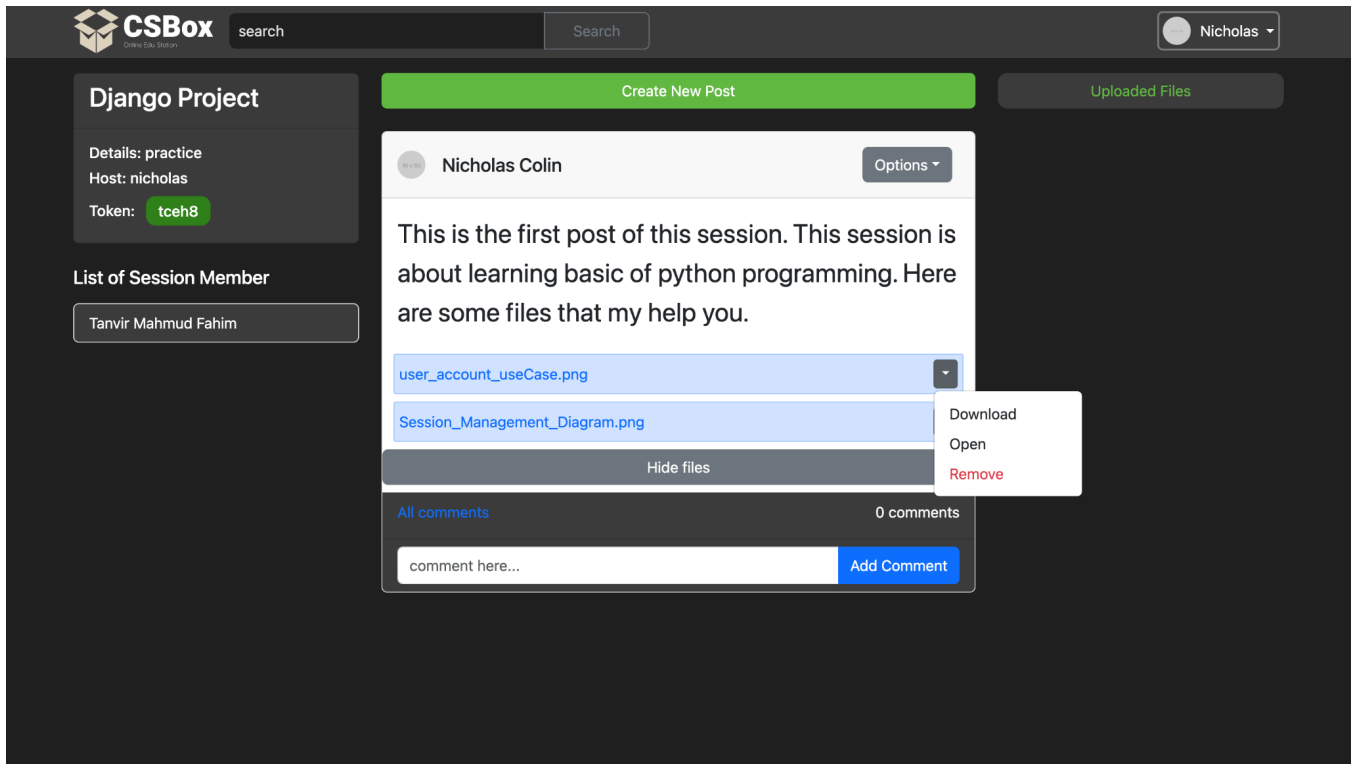 CSBox
Online Edu Station
search
Search
Nicholas
Django Project
Details: practice
Host: nicholas
Token: tceh8
List of Session Member
Tanvir Mahmud Fahim
Create New Post
Nicholas Colin
Options
This is the first post of this session. This session is
about learning basic of python programming. Here
are some files that my help you.
user_account_useCase.png
Session_Management_Diagram.png
Download
Open
Remove
Hide files
All comments
0 comments
comment here...
Add Comment
Uploaded Files